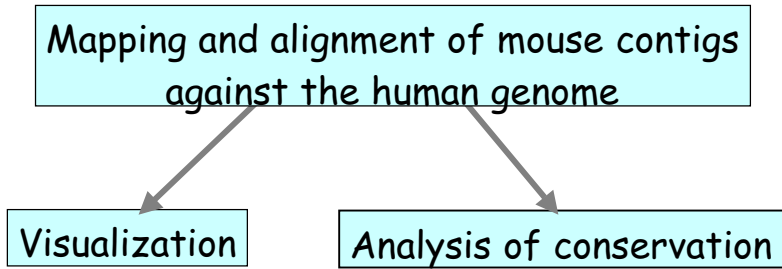 Mapping and alignment of mouse contigs
against the human genome
Visualization
Analysis of conservation